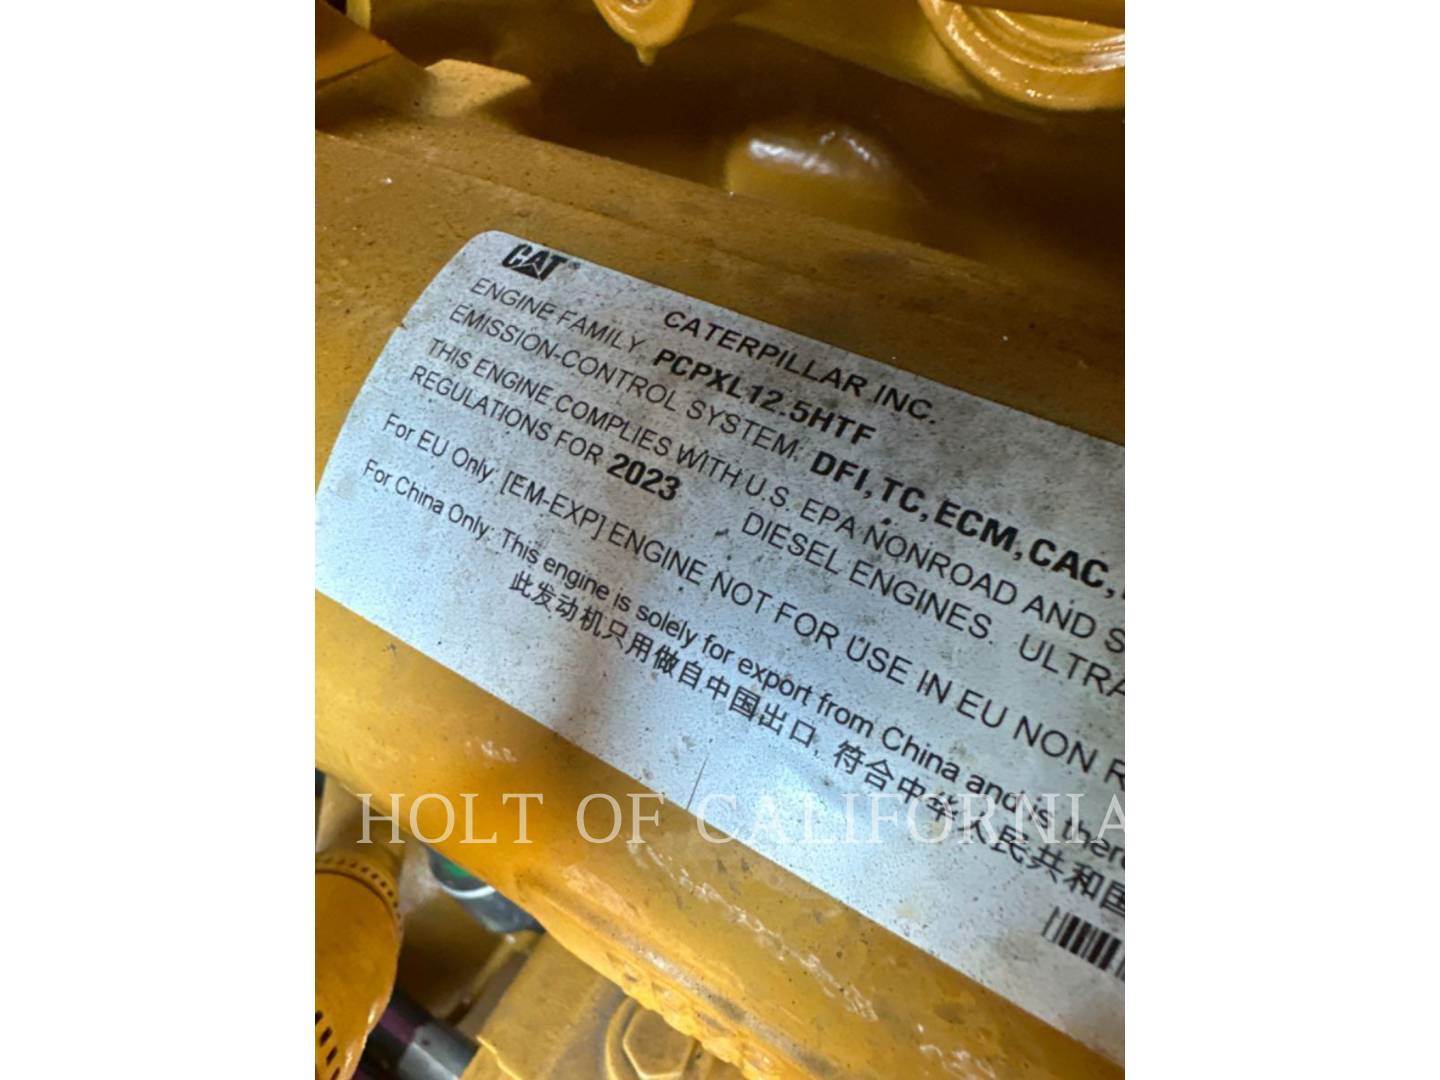 CAT®
CATERPILLAR INC.
ENGINE FAMILY: PCPXL12.5HTF
EMISSION-CONTROL SYSTEM: DFI,TC,ECM,CAC,
THIS ENGINE COMPLIES WITH U.S. EPA NONROAD AND S
REGULATIONS FOR 2023 DIESEL ENGINES. ULTRA
For EU Only: [EM-EXP] ENGINE NOT FOR USE IN EU NON R
For China Only: This engine is solely for export from China and is there
此发动机只用做自中国出口, 符合中华人民共和国
HOLT OF CALIFORNIA